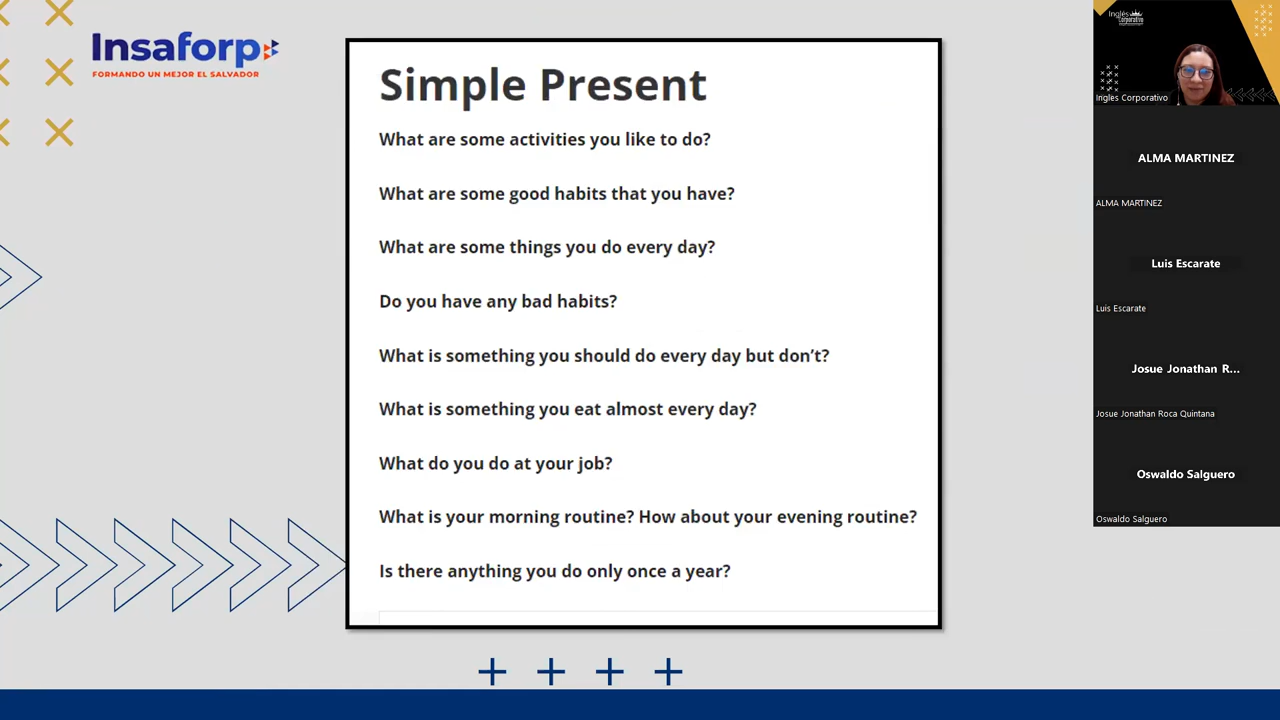 Insaforp
FORMANDO UN MEJOR EL SALVADOR
Simple Present
What are some activities you like to do?
What are some good habits that you have?
What are some things you do every day?
Do you have any bad habits?
What is something you should do every day but don’t?
What is something you eat almost every day?
What do you do at your job?
What is your morning routine? How about your evening routine?
Is there anything you do only once a year?
Inglés
Corporativo
Ingles Corporativo
ALMA MARTINEZ
ALMA MARTINEZ
Luis Escarate
Luis Escarate
Josue Jonathan R...
Josue Jonathan Roca Quintana
Oswaldo Salguero
Oswaldo Salguero